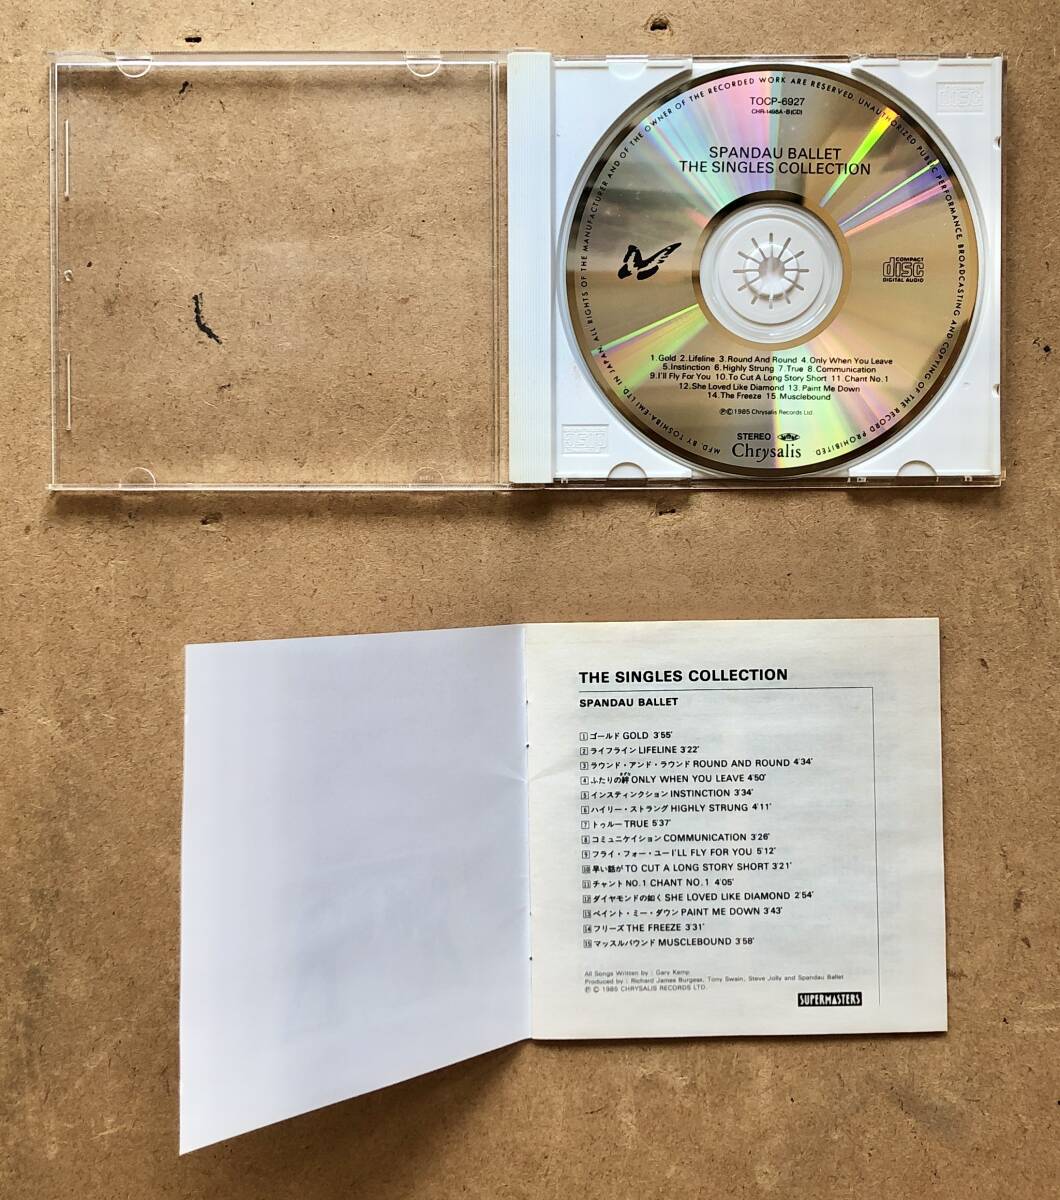 TOCP-6927
CHR-1498A·B(CD)
SPANDAU BALLET
THE SINGLES COLLECTION
COMPACT
disc
DIGITAL AUDIO
1. Gold 2. Lifeline 3. Round And Round 4. Only When You Leave
5. Instinction 6. Highly Strung 7. True 8. Communication
9. I'll Fly For You 10. To Cut A Long Story Short 11. Chant No.1
12. She Loved Like Diamond 13. Paint Me Down
14. The Freeze 15. Musclebound
℗©1985 Chrysalis Records Ltd.
STEREO
Chrysalis
ALL RIGHTS OF THE MANUFACTURER AND OF THE OWNER OF THE RECORDED WORK ARE RESERVED. UNAUTHORIZED PUBLIC PERFORMANCE, BROADCASTING AND COPYING OF THE RECORD PROHIBITED
MFD. BY TOSHIBA-EMI LTD. IN JAPAN
THE SINGLES COLLECTION
SPANDAU BALLET
1 ゴールド GOLD 3′55″
2 ライフライン LIFELINE 3′22″
3 ラウンド・アンド・ラウンド ROUND AND ROUND 4′34″
4 ふたりの絆 ONLY WHEN YOU LEAVE 4′50″
5 インスティンクション INSTINCTION 3′34″
6 ハイリー・ストラング HIGHLY STRUNG 4′11″
7 トゥルー TRUE 5′37″
8 コミュニケイション COMMUNICATION 3′26″
9 フライ・フォー・ユー I'LL FLY FOR YOU 5′12″
10 早い話が TO CUT A LONG STORY SHORT 3′21″
11 チャント NO.1 CHANT NO.1 4′05″
12 ダイヤモンドの如く SHE LOVED LIKE DIAMOND 2′54″
13 ペイント・ミー・ダウン PAINT ME DOWN 3′43″
14 フリーズ THE FREEZE 3′31″
15 マッスルバウンド MUSCLEBOUND 3′58″
All Songs Written by : Gary Kemp
Produced by : Richard James Burgess, Tony Swain, Steve Jolly and Spandau Ballet
℗© 1985 CHRYSALIS RECORDS LTD.
SUPERMASTERS